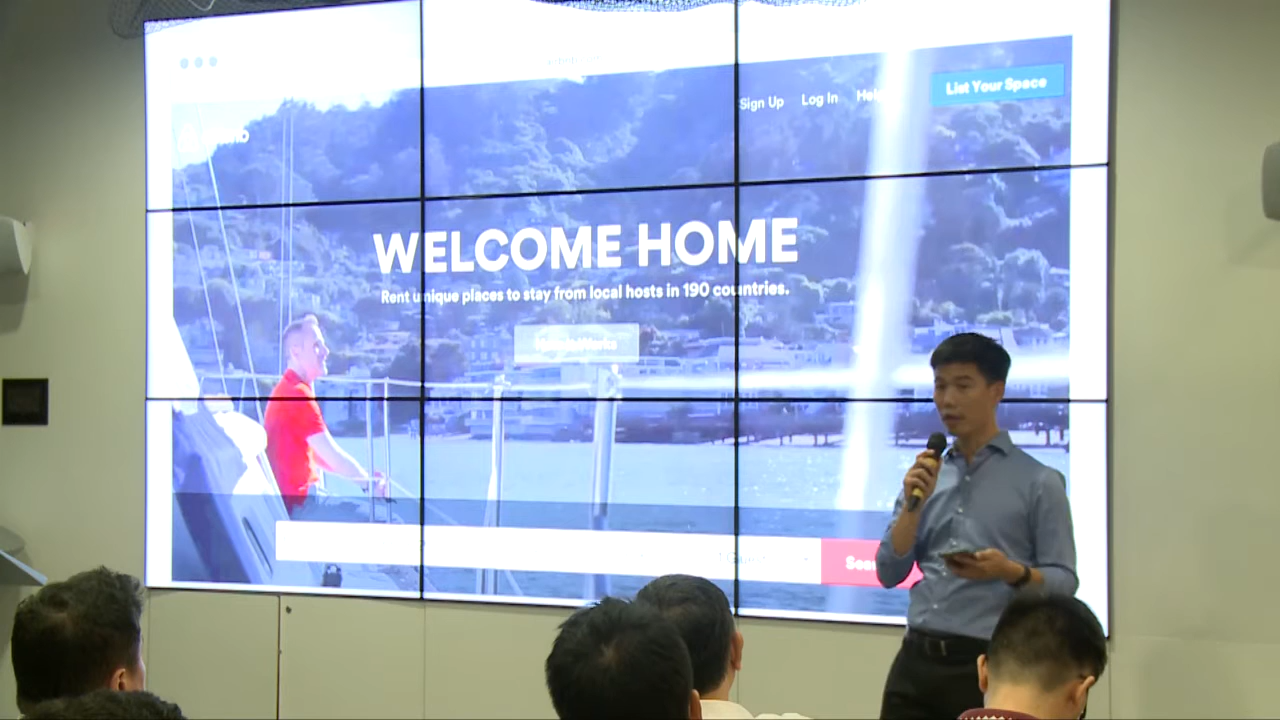 Sign Up Log In Help
List Your Space
WELCOME HOME
Rent unique places to stay from local hosts in 190 countries.